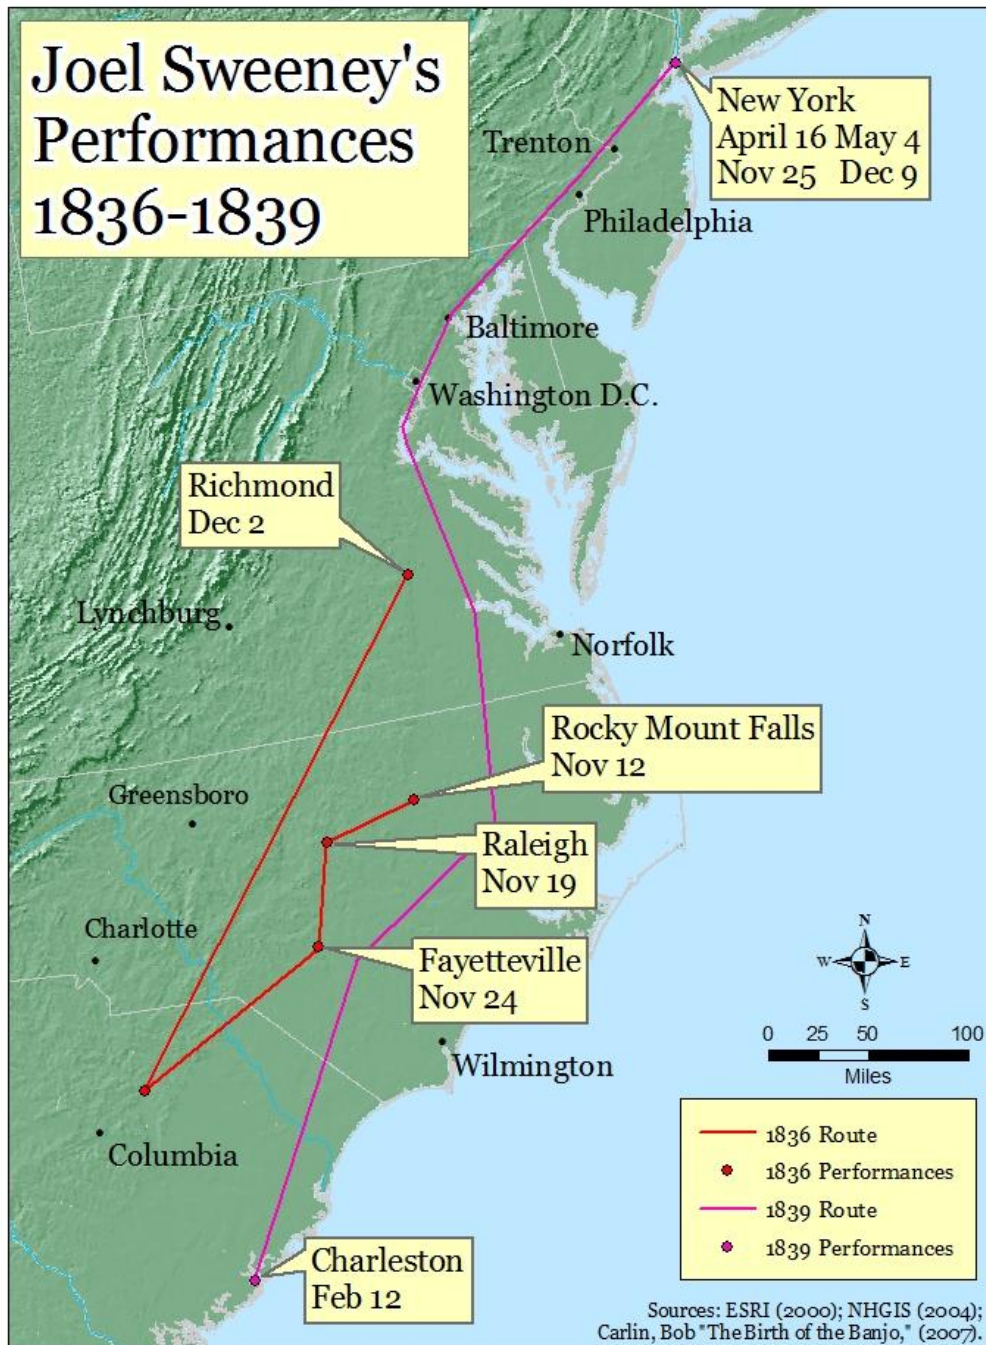 Joel Sweeney's
Performances
1836-1839
New York
April 16 May 4
Nov 25 Dec 9
Trenton
Philadelphia
Baltimore
Washington D.C.
Richmond
Dec 2
Lynchburg
Norfolk
Rocky Mount Falls
Nov 12
Greensboro
Raleigh
Nov 19
Charlotte
Fayetteville
Nov 24
N
W E
S
0 25 50 100
Miles
Wilmington
Columbia
1836 Route
1836 Performances
1839 Route
1839 Performances
Charleston
Feb 12
Sources: ESRI (2000); NHGIS (2004);
Carlin, Bob "The Birth of the Banjo," (2007).